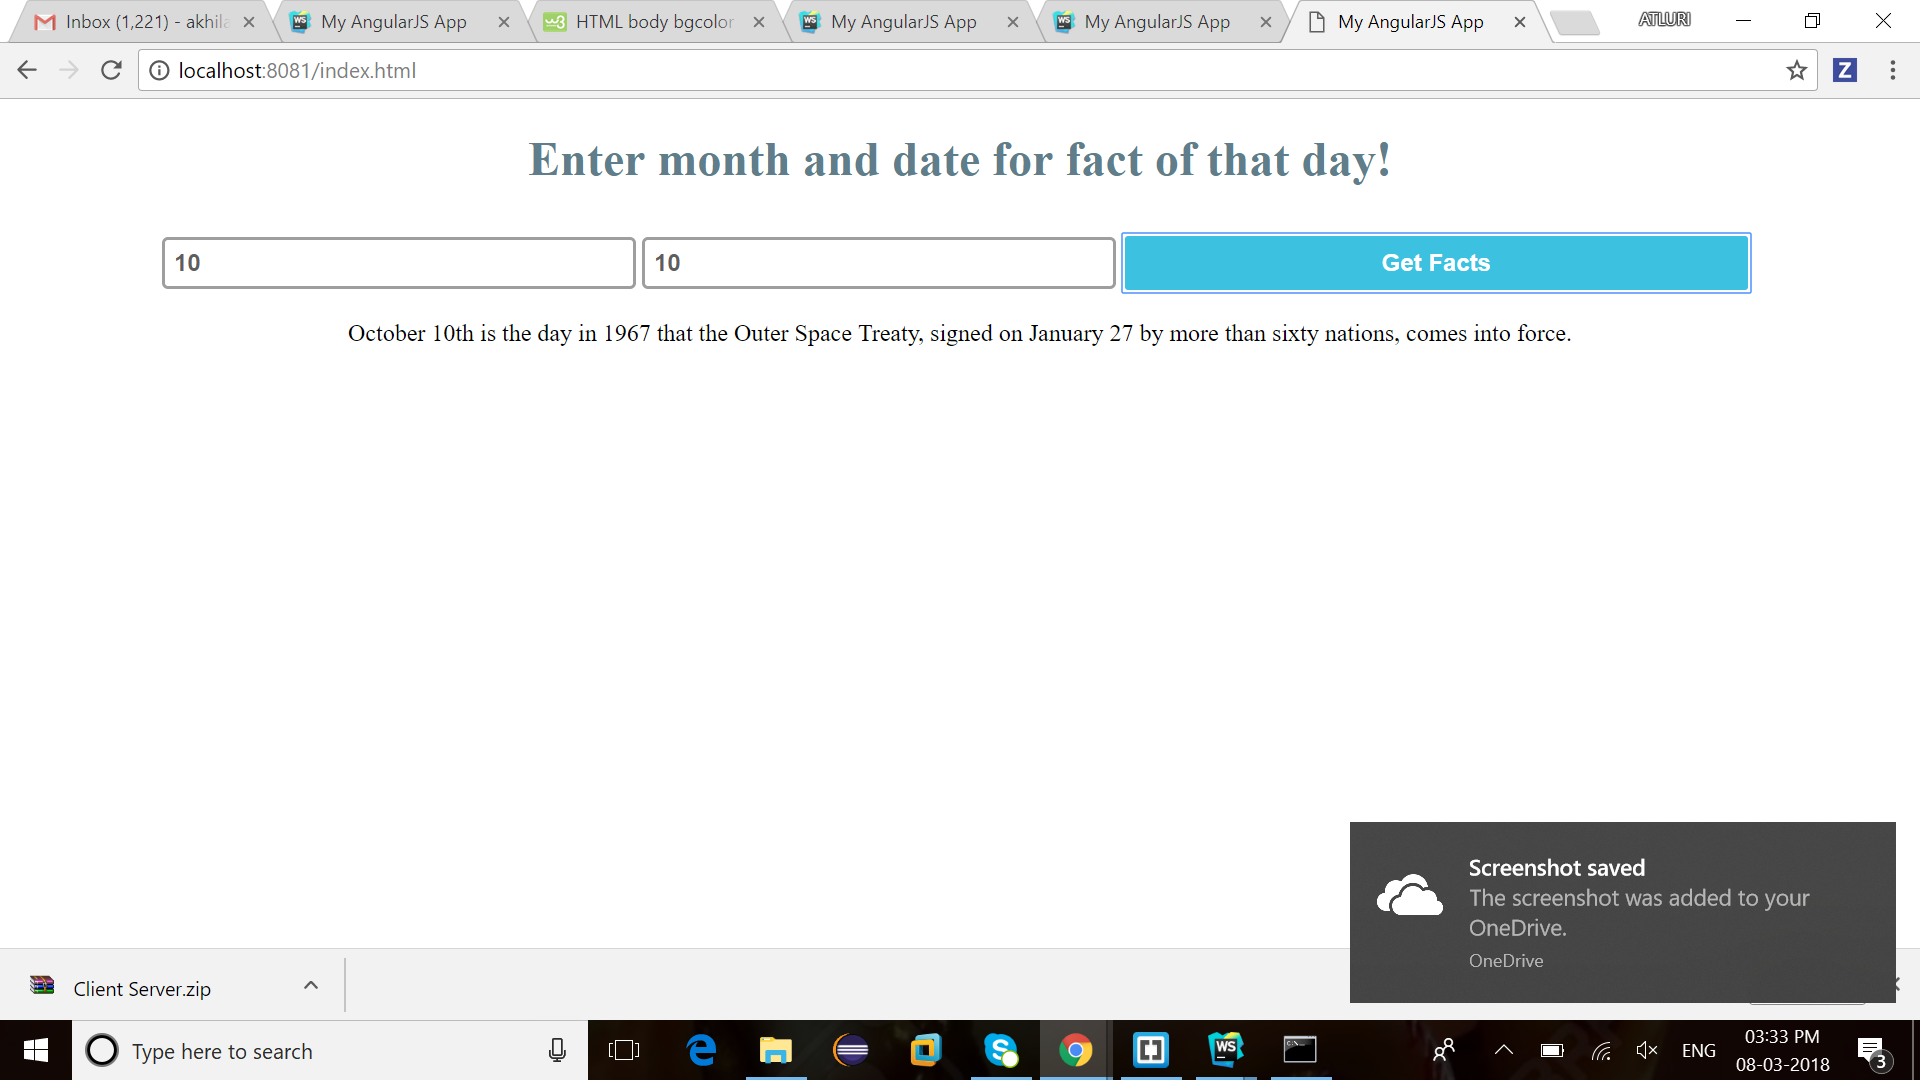 Inbox (1,221) - akhila
My AngularJS App
HTML body bgcolor
My AngularJS App
My AngularJS App
My AngularJS App
ATLURI
localhost:8081/index.html
Z
Enter month and date for fact of that day!
10
10
Get Facts
October 10th is the day in 1967 that the Outer Space Treaty, signed on January 27 by more than sixty nations, comes into force.
Screenshot saved
The screenshot was added to your
OneDrive.
OneDrive
Client Server.zip
Type here to search
WS
ENG
03:33 PM
08-03-2018
3